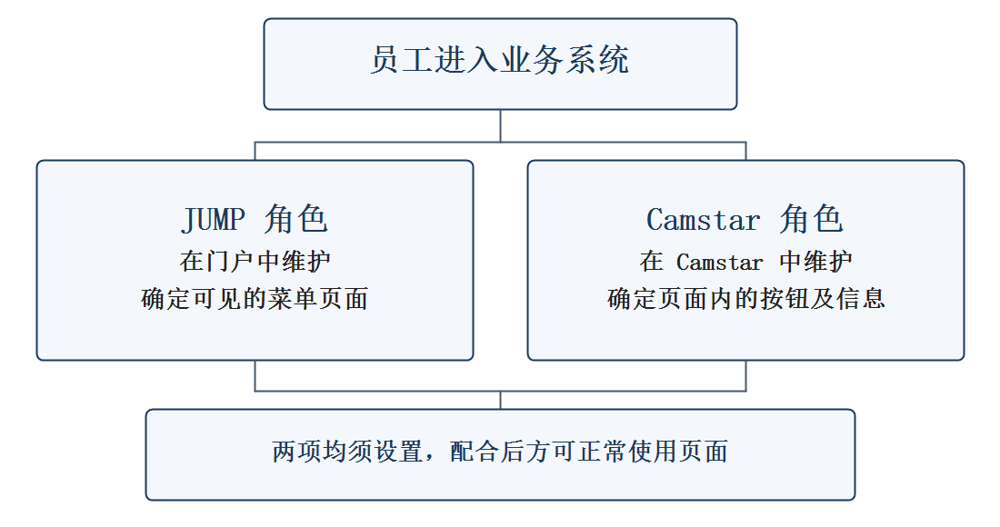 员工进入业务系统
JUMP 角色
在门户中维护
确定可见的菜单页面
Camstar 角色
在 Camstar 中维护
确定页面内的按钮及信息
两项均须设置，配合后方可正常使用页面